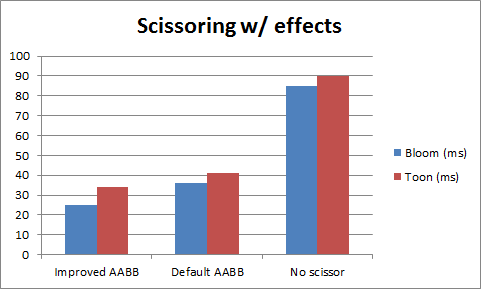 Scissoring w/ effects
100
90
80
70
60
50
40
30
20
10
0
Improved AABB Default AABB No scissor
Bloom (ms)
Toon (ms)